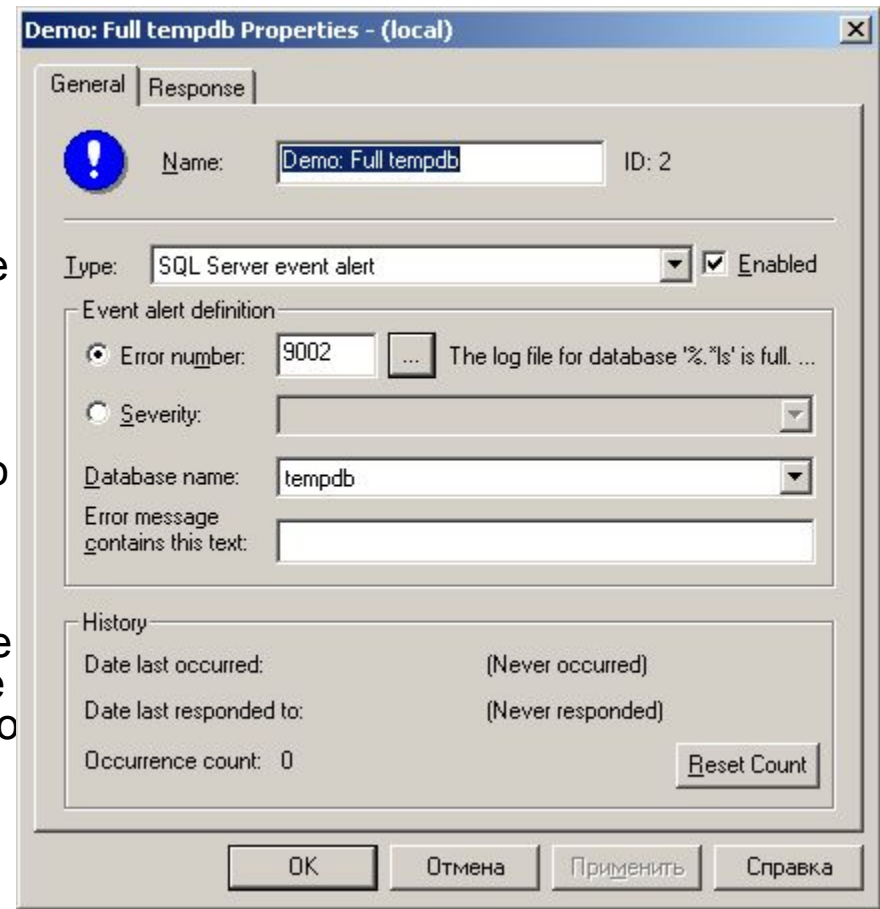 Demo: Full tempdb Properties - (local)
General Response
Name: Demo: Full tempdb ID: 2
Type: SQL Server event alert Enabled
Event alert definition
Error number: 9002 ... The log file for database '%.*ls' is full. ...
Severity:
Database name: tempdb
Error message
contains this text:
History
Date last occurred: (Never occurred)
Date last responded to: (Never responded)
Occurrence count: 0 Reset Count
OK Отмена Применить Справка